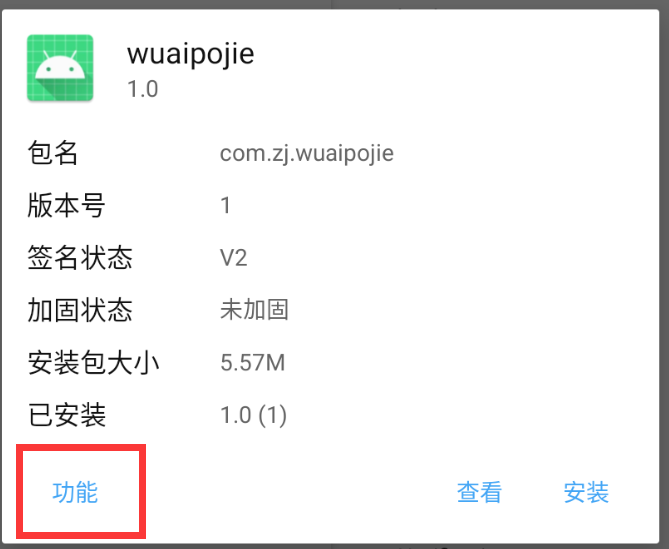 wuaipojie
1.0
包名 com.zj.wuaipojie
版本号 1
签名状态 V2
加固状态 未加固
安装包大小 5.57M
已安装 1.0 (1)
功能 查看 安装